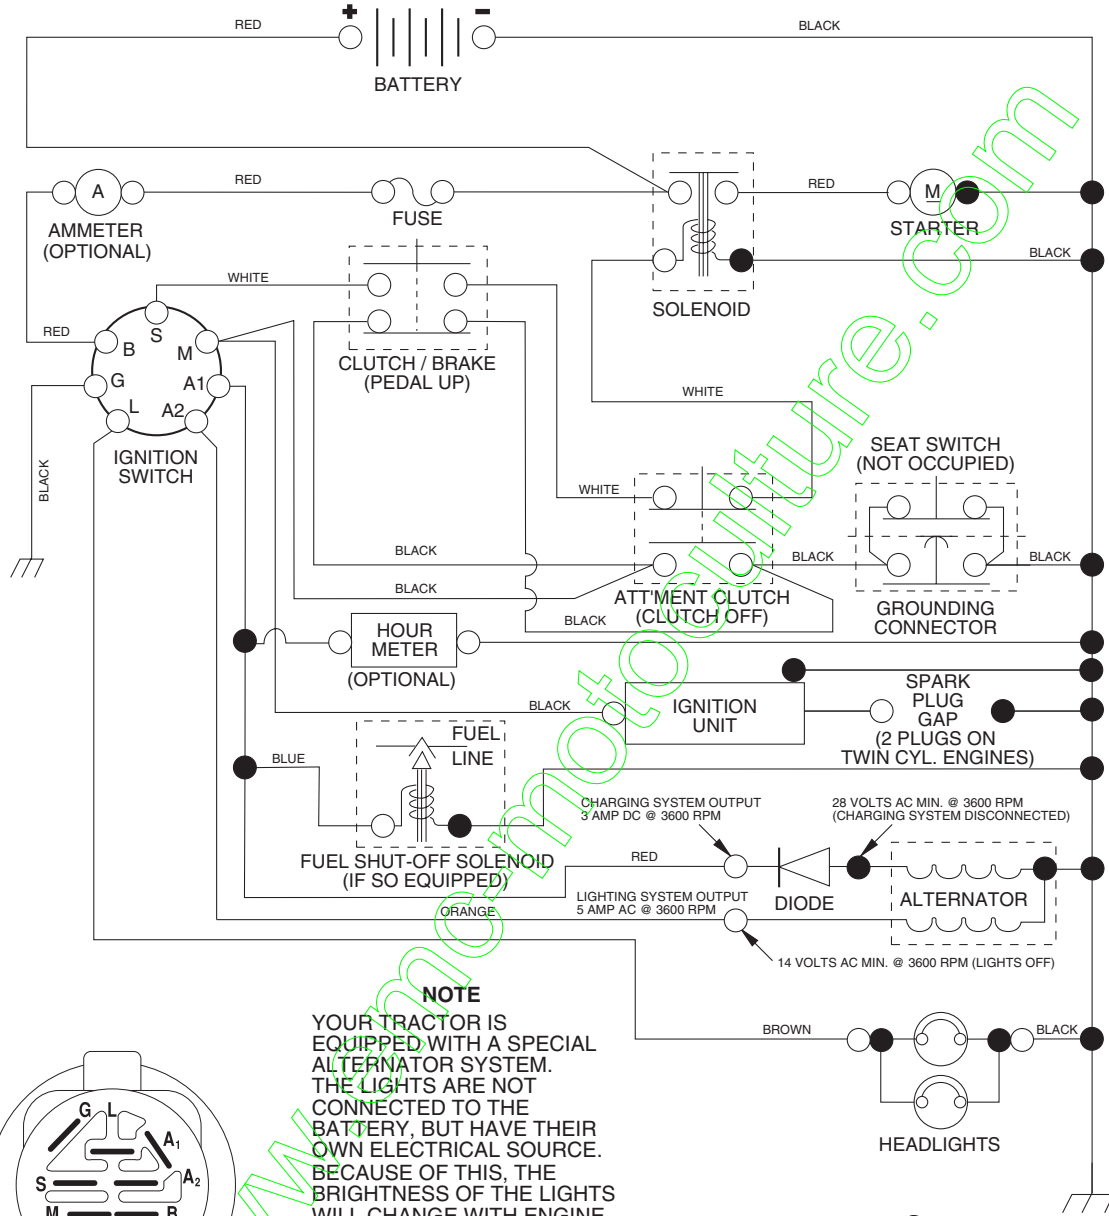 + -
RED
BLACK
BATTERY
A
RED
RED
M
AMMETER
(OPTIONAL)
FUSE
STARTER
BLACK
WHITE
SOLENOID
RED
S
B
M
G
A1
L
A2
CLUTCH / BRAKE
(PEDAL UP)
WHITE
IGNITION
SWITCH
BLACK
SEAT SWITCH
(NOT OCCUPIED)
WHITE
BLACK
BLACK
BLACK
BLACK
ATT'MENT CLUTCH
(CLUTCH OFF)
GROUNDING
CONNECTOR
BLACK
HOUR
METER
(OPTIONAL)
BLACK
IGNITION
UNIT
SPARK
PLUG
GAP
(2 PLUGS ON
TWIN CYL. ENGINES)
FUEL
LINE
BLUE
FUEL SHUT-OFF SOLENOID
(IF SO EQUIPPED)
CHARGING SYSTEM OUTPUT
3 AMP DC @ 3600 RPM
28 VOLTS AC MIN. @ 3600 RPM
(CHARGING SYSTEM DISCONNECTED)
RED
DIODE
ALTERNATOR
ORANGE
LIGHTING SYSTEM OUTPUT
5 AMP AC @ 3600 RPM
14 VOLTS AC MIN. @ 3600 RPM (LIGHTS OFF)
NOTE
YOUR TRACTOR IS
EQUIPPED WITH A SPECIAL
ALTERNATOR SYSTEM.
THE LIGHTS ARE NOT
CONNECTED TO THE
BATTERY, BUT HAVE THEIR
OWN ELECTRICAL SOURCE.
BECAUSE OF THIS, THE
BRIGHTNESS OF THE LIGHTS
WILL CHANGE WITH ENGINE
BROWN
BLACK
HEADLIGHTS
G L
A1
S
A2
M B
w.emc-motoculture.com